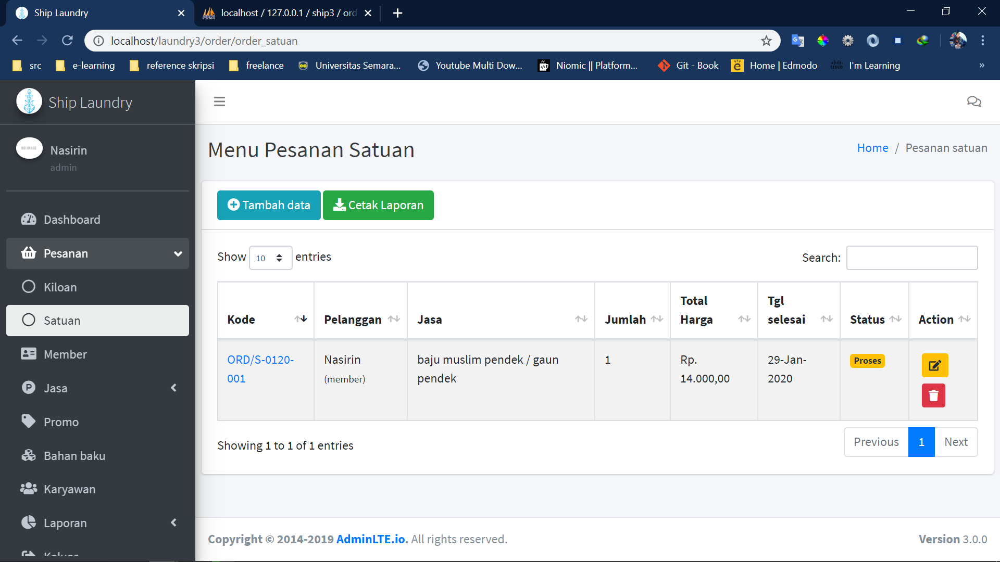 Ship Laundry
localhost / 127.0.0.1 / ship3 / ord
localhost/laundry3/order/order_satuan
src
e-learning
reference skripsi
freelance
Universitas Semara...
Youtube Multi Dow...
Niomic || Platform...
Git - Book
Home | Edmodo
I'm Learning
»
Ship Laundry
NO IMAGE
Nasirin
admin
Dashboard
Pesanan
Kiloan
Satuan
Member
Jasa
Promo
Bahan baku
Karyawan
Laporan
Menu Pesanan Satuan
Home / Pesanan satuan
Tambah data
Cetak Laporan
Show 10 entries
Search:
Kode
Pelanggan
Jasa
Jumlah
Total
Harga
Tgl
selesai
Status
Action
ORD/S-0120-
001
Nasirin
(member)
baju muslim pendek / gaun
pendek
1
Rp.
14.000,00
29-Jan-
2020
Proses
Showing 1 to 1 of 1 entries
Previous 1 Next
Copyright © 2014-2019 AdminLTE.io. All rights reserved.
Version 3.0.0